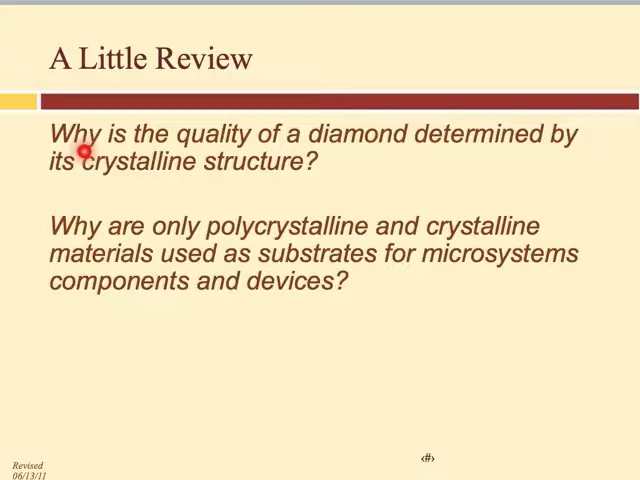 A Little Review
Why is the quality of a diamond determined by
its crystalline structure?
Why are only polycrystalline and crystalline
materials used as substrates for microsystems
components and devices?
Revised
06/13/11
‹#›